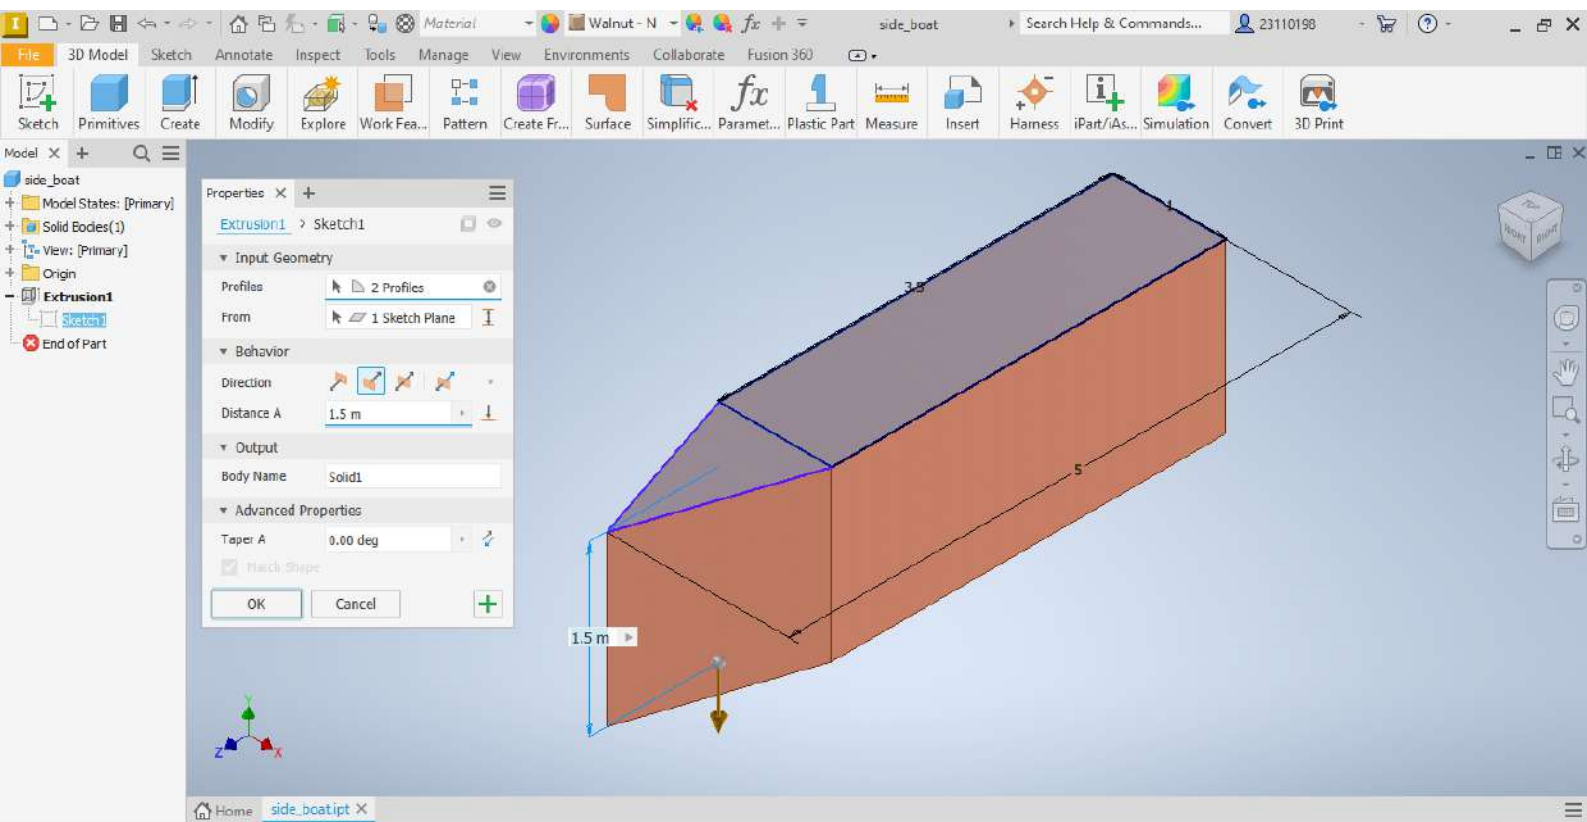 Material
Walnut - N
fx
side_boat
Search Help & Commands...
23110198
File
3D Model
Sketch
Annotate
Inspect
Tools
Manage
View
Environments
Collaborate
Fusion 360
Sketch
Primitives
Create
Modify
Explore
Work Fea...
Pattern
Create Fr...
Surface
Simplific...
fx
Paramet...
Plastic Part
Measure
Insert
Harness
iPart/iAs...
Simulation
Convert
3D Print
Model
side_boat
Model States: [Primary]
Solid Bodies(1)
View: [Primary]
Origin
Extrusion1
Sketch1
End of Part
Properties
Extrusion1 > Sketch1
Input Geometry
Profiles
2 Profiles
From
1 Sketch Plane
Behavior
Direction
Distance A
1.5 m
Output
Body Name
Solid1
Advanced Properties
Taper A
0.00 deg
Match Shape
OK
Cancel
1
3.5
5
1.5 m
FRONT
RIGHT
Y
Z
X
Home
side_boat.ipt